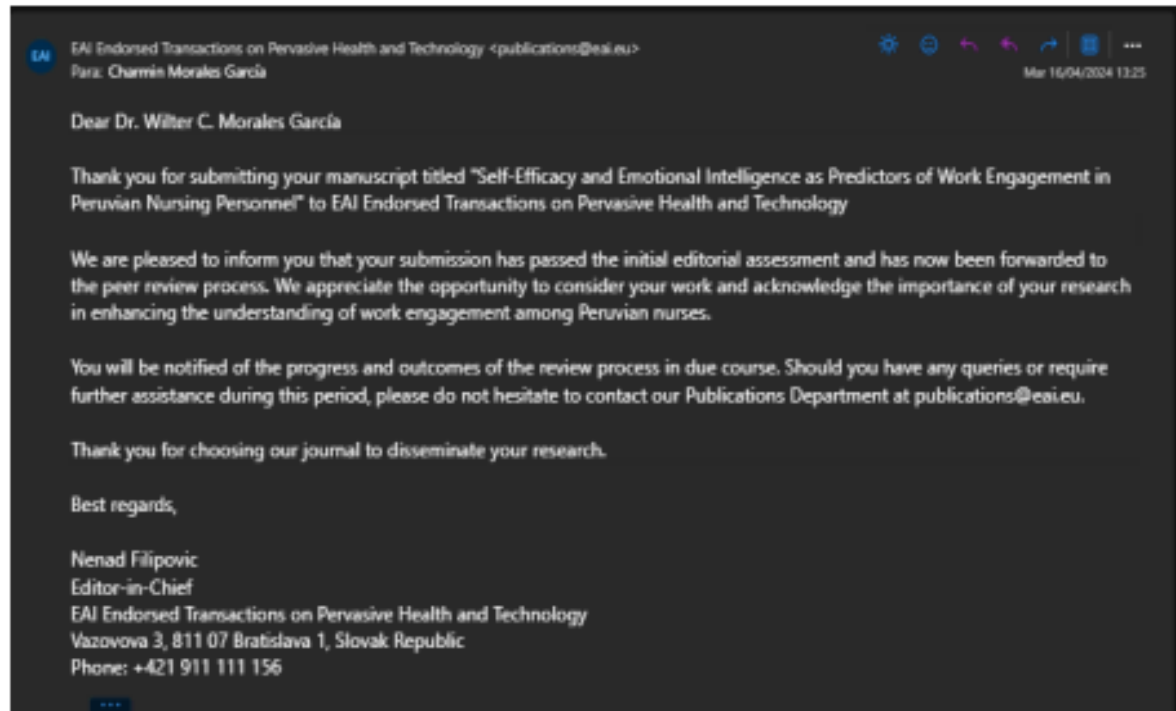 EAI
EAI Endorsed Transactions on Pervasive Health and Technology <publications@eai.eu>
Para: Charmin Morales García
Mar 16/04/2024 13:25
Dear Dr. Wilter C. Morales García
Thank you for submitting your manuscript titled "Self-Efficacy and Emotional Intelligence as Predictors of Work Engagement in
Peruvian Nursing Personnel" to EAI Endorsed Transactions on Pervasive Health and Technology
We are pleased to inform you that your submission has passed the initial editorial assessment and has now been forwarded to
the peer review process. We appreciate the opportunity to consider your work and acknowledge the importance of your research
in enhancing the understanding of work engagement among Peruvian nurses.
You will be notified of the progress and outcomes of the review process in due course. Should you have any queries or require
further assistance during this period, please do not hesitate to contact our Publications Department at publications@eai.eu.
Thank you for choosing our journal to disseminate your research.
Best regards,
Nenad Filipovic
Editor-in-Chief
EAI Endorsed Transactions on Pervasive Health and Technology
Vazovova 3, 811 07 Bratislava 1, Slovak Republic
Phone: +421 911 111 156